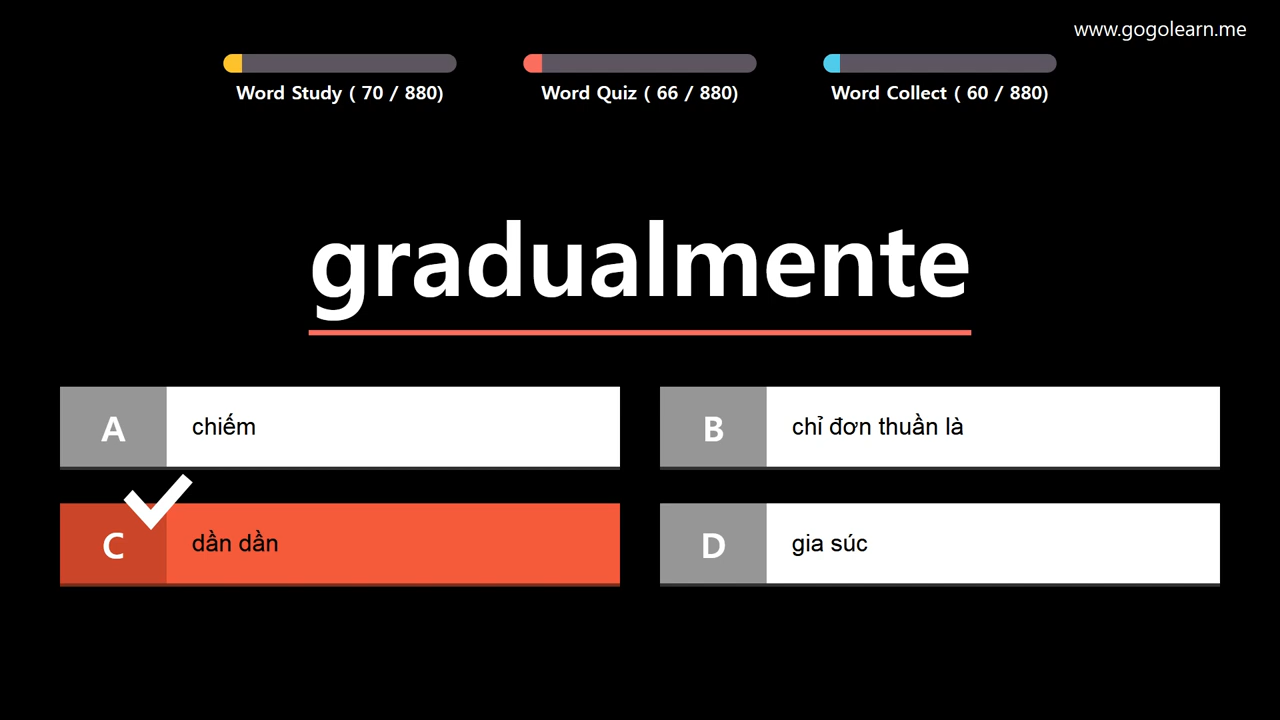 www.gogolearn.me
Word Study ( 70 / 880)
Word Quiz ( 66 / 880)
Word Collect ( 60 / 880)
gradualmente
A
chiếm
B
chỉ đơn thuần là
C
dần dần
D
gia súc